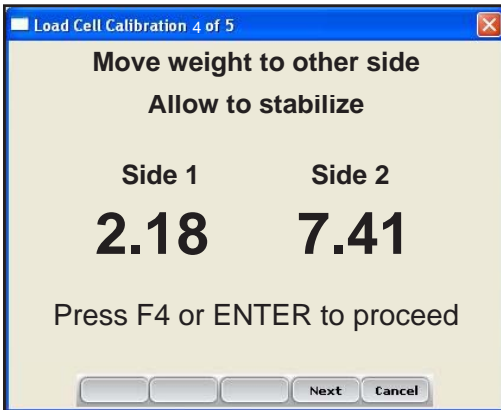 Load Cell Calibration 4 of 5
Move weight to other side
Allow to stabilize
Side 1 Side 2
2.18 7.41
Press F4 or ENTER to proceed
Next Cancel